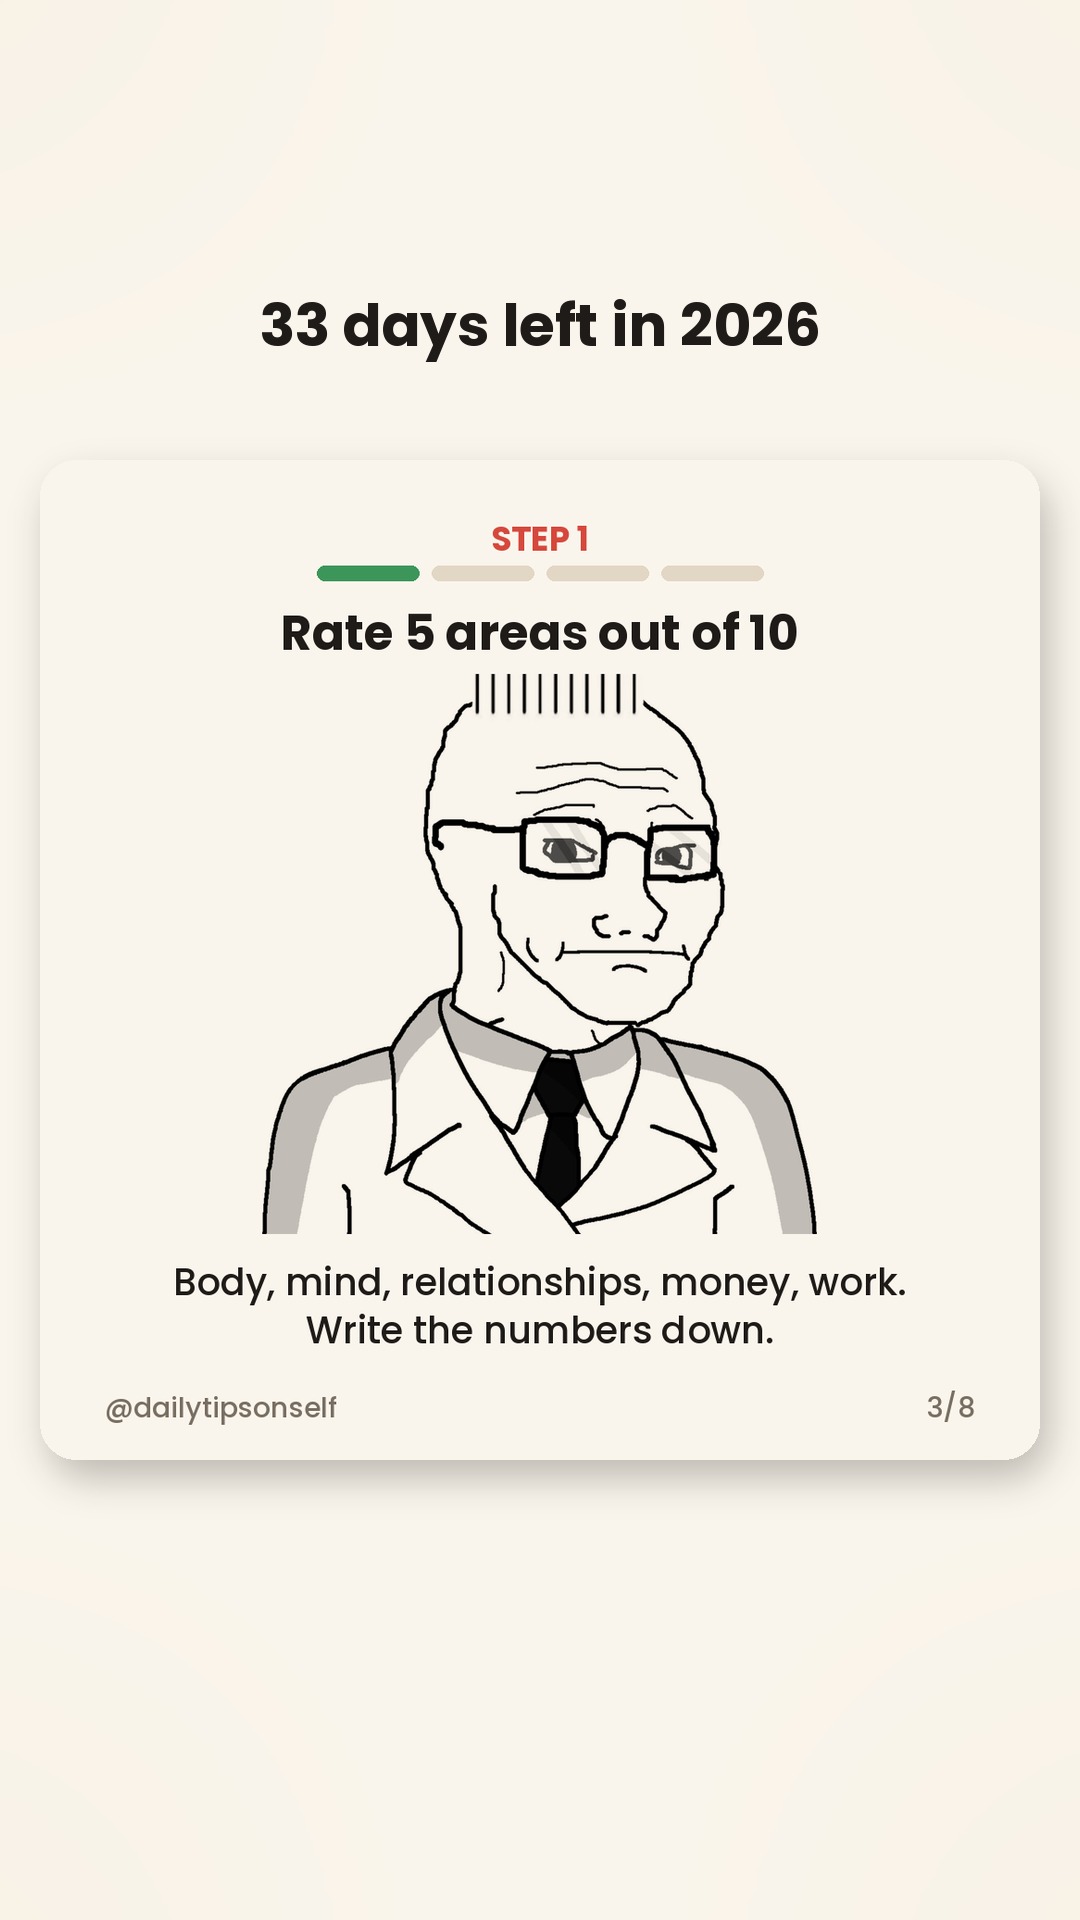 33 days left in 2026
STEP 1
Rate 5 areas out of 10
Body, mind, relationships, money, work.
Write the numbers down.
@dailytipsonself
3/8